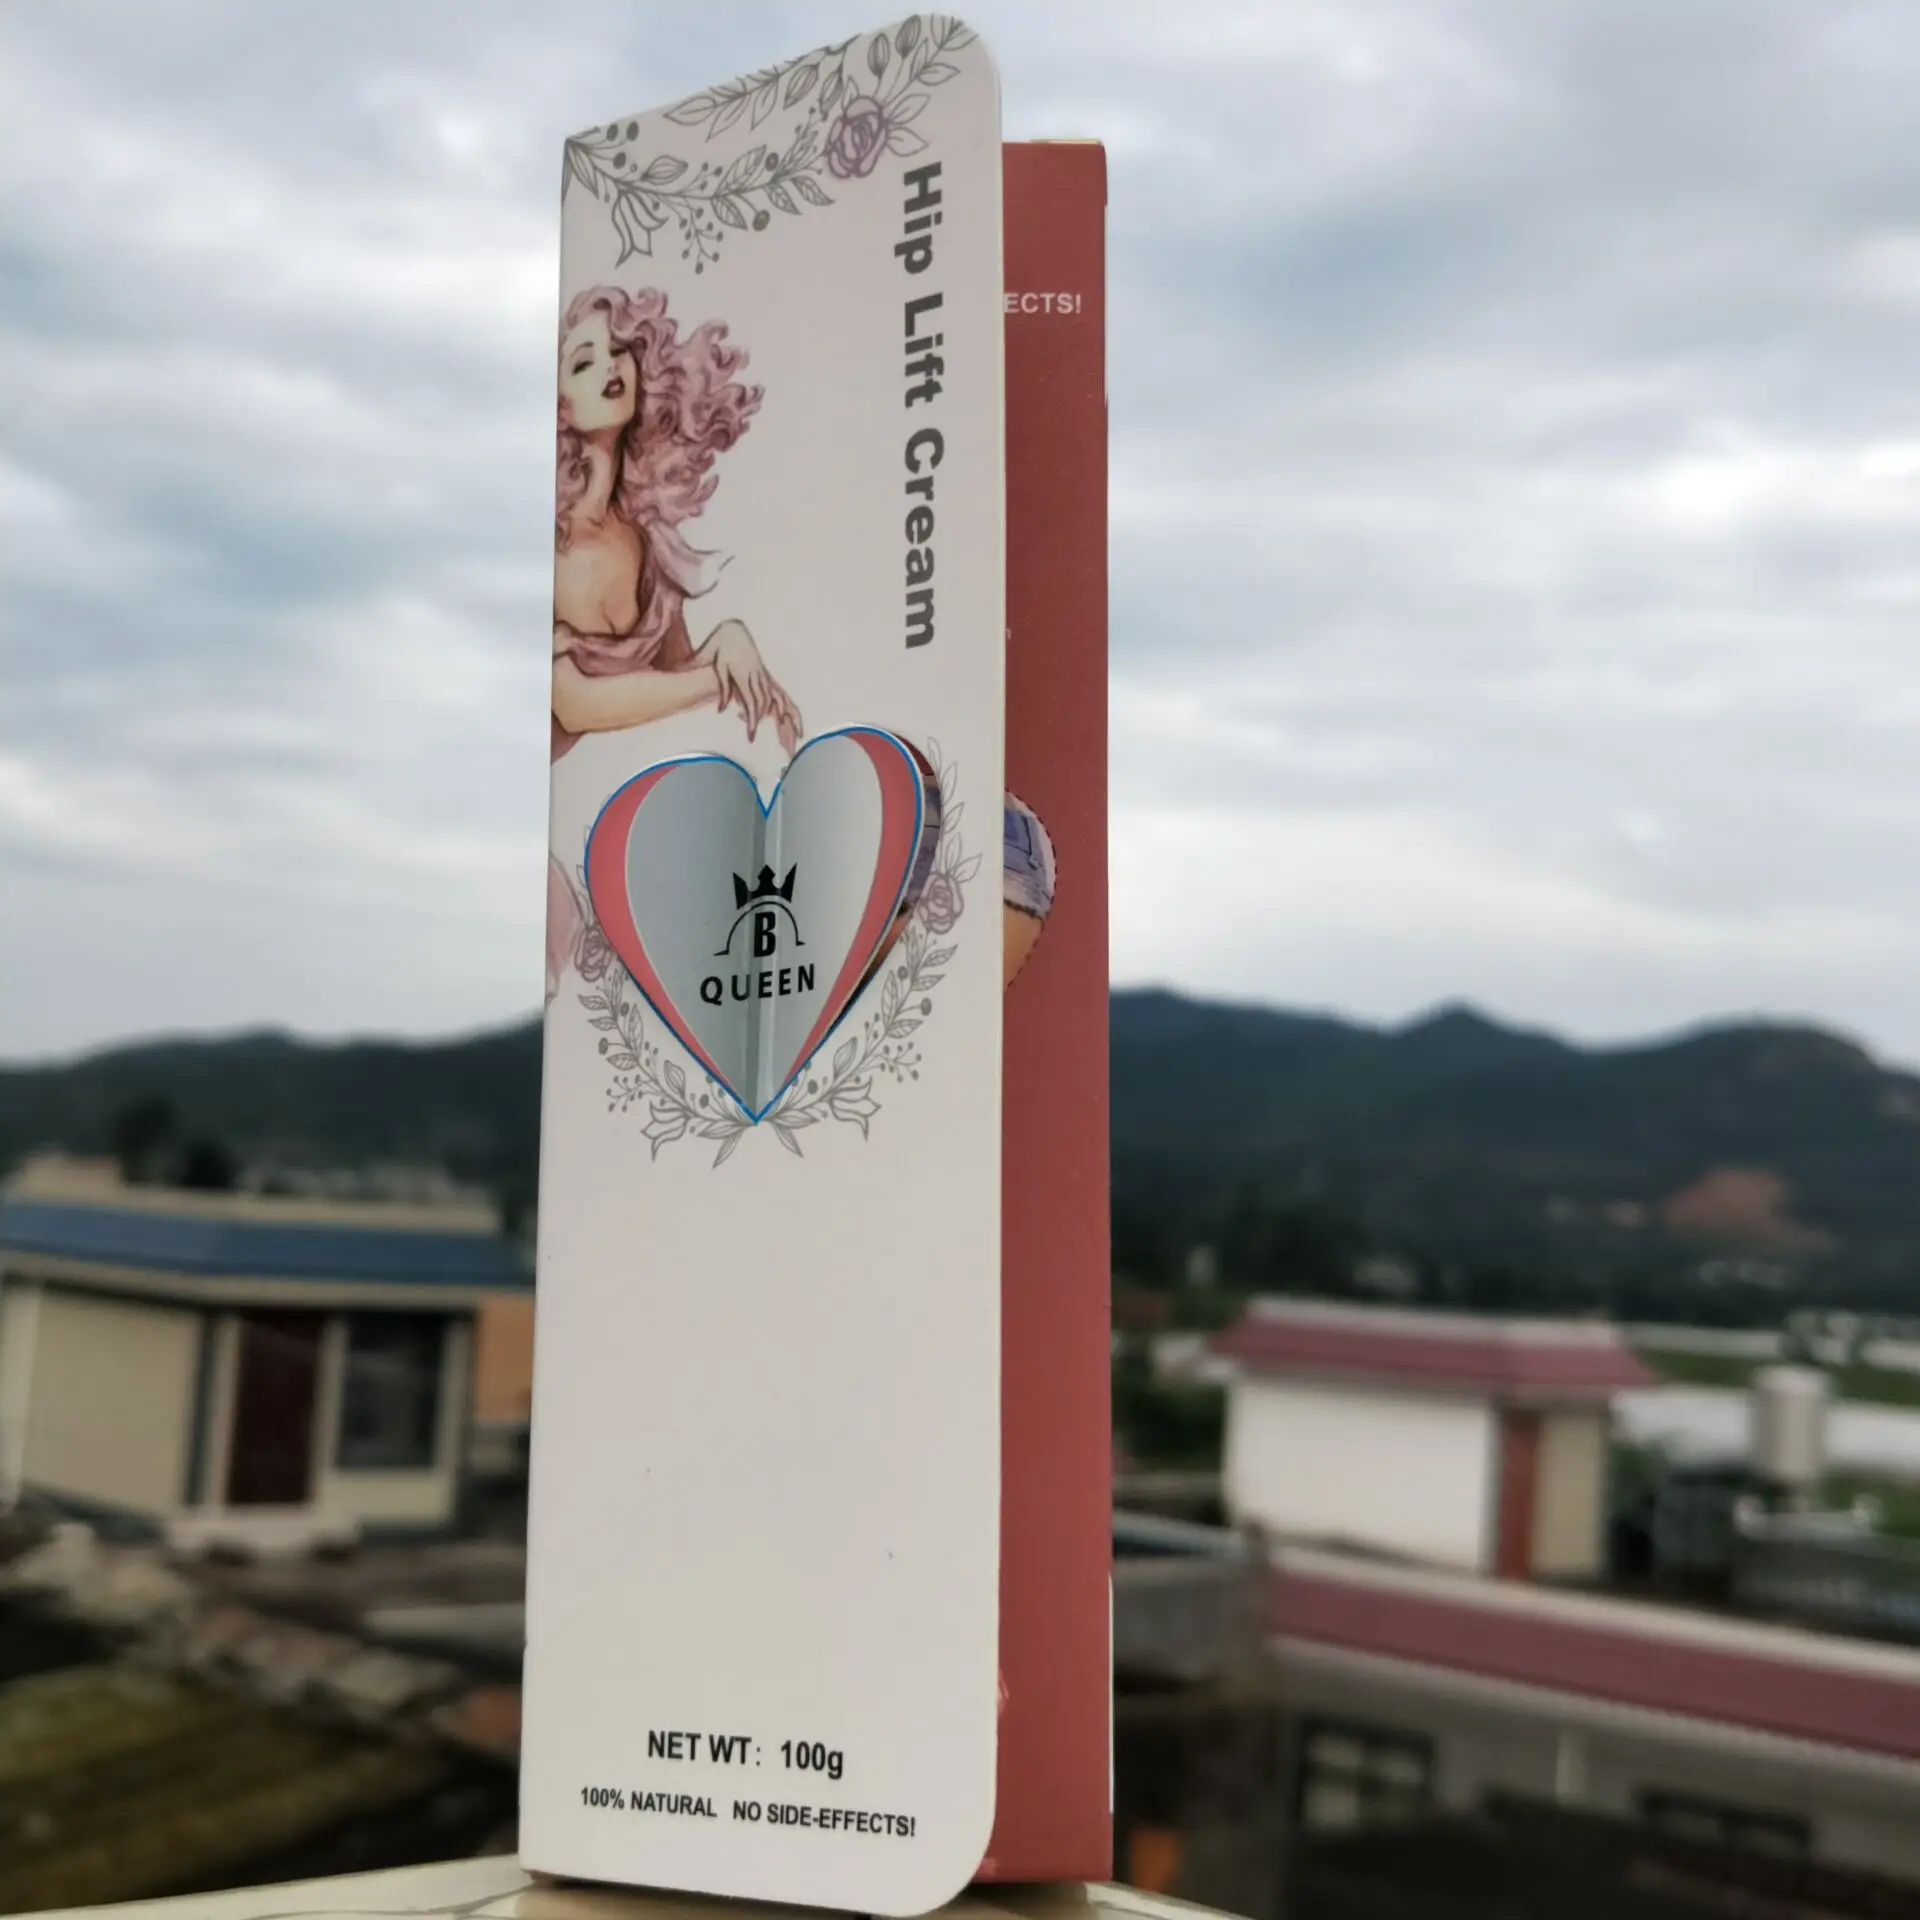 Hip Lift Cream
ECTS!
B
QUEEN
NET WT: 100g
100% NATURAL NO SIDE-EFFECTS!